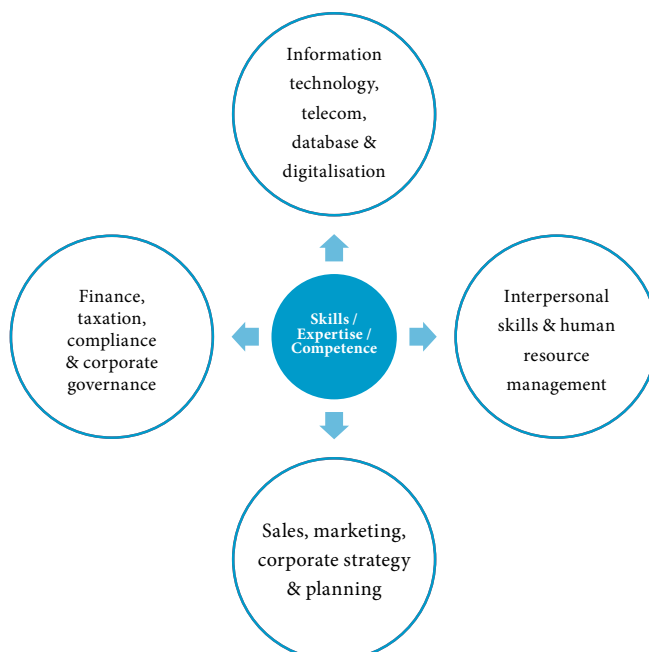 Information
technology,
telecom,
database &
digitalisation
Finance,
taxation,
compliance
& corporate
governance
Skills /
Expertise /
Competence
Interpersonal
skills & human
resource
management
Sales, marketing,
corporate strategy
& planning